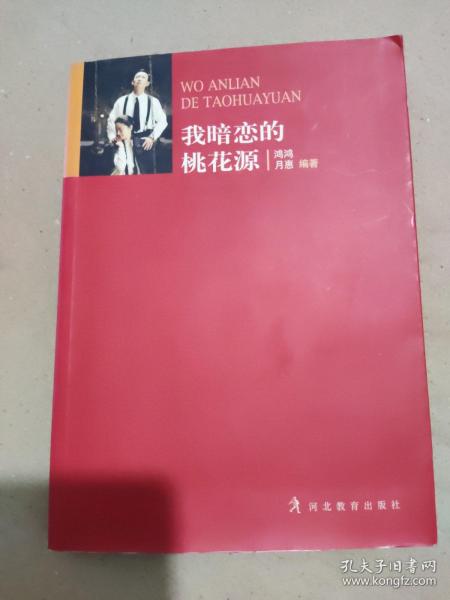 WO ANLIAN
DE TAOHUAYUAN
我暗恋的
桃花源
鸿鸿
月惠
编著
河北教育出版社
孔夫子旧书网
www.kongfz.com